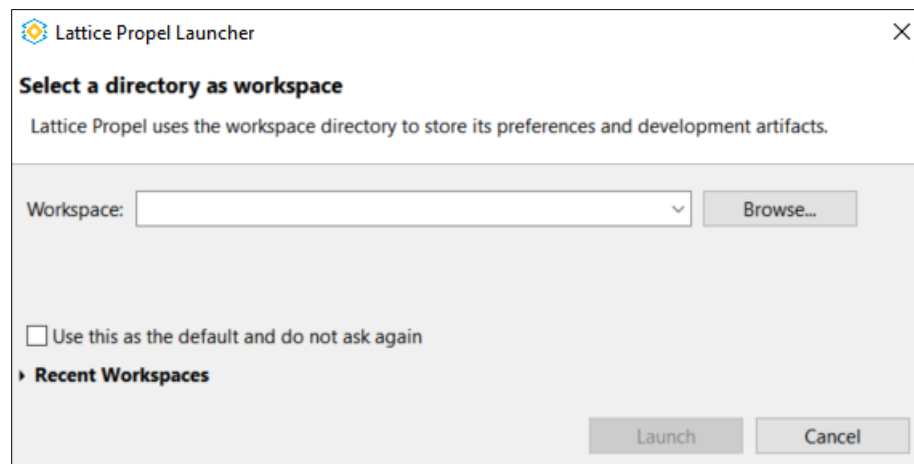 Lattice Propel Launcher
Select a directory as workspace
Lattice Propel uses the workspace directory to store its preferences and development artifacts.
Workspace: Browse...
Use this as the default and do not ask again
Recent Workspaces
Launch Cancel